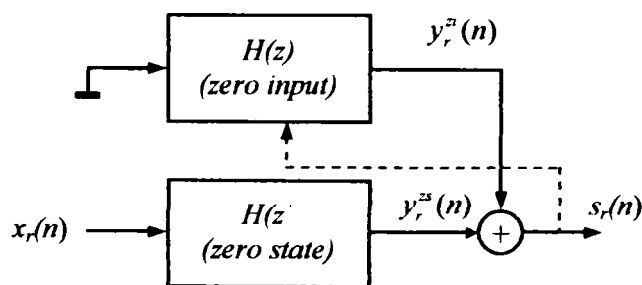 H(z)
(zero input)
y_r^{zi}(n)
x_r(n)
H(z
(zero state)
y_r^{zs}(n)
+
s_r(n)